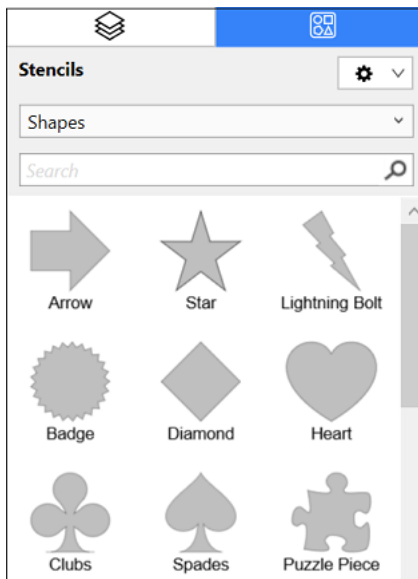 Stencils
Shapes
Search
Arrow
Star
Lightning Bolt
Badge
Diamond
Heart
Clubs
Spades
Puzzle Piece